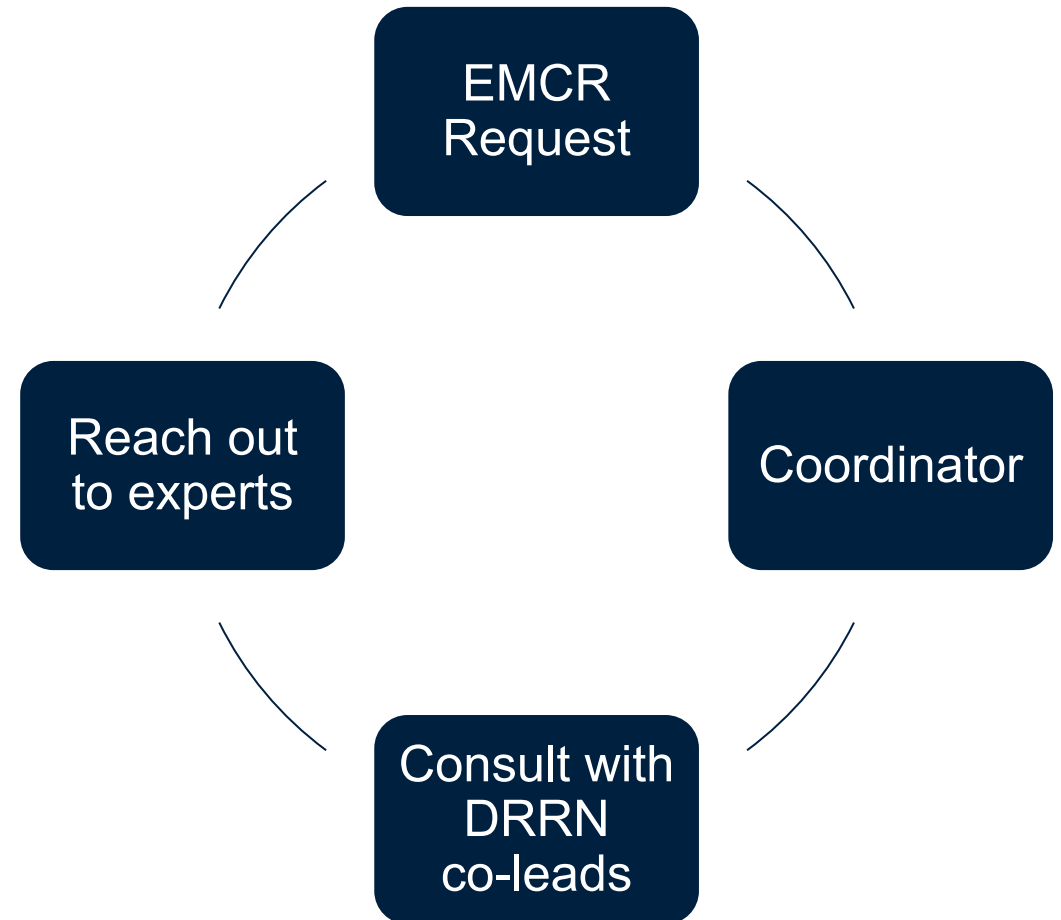 EMCR
Request
Coordinator
Consult with
DRRN
co-leads
Reach out
to experts